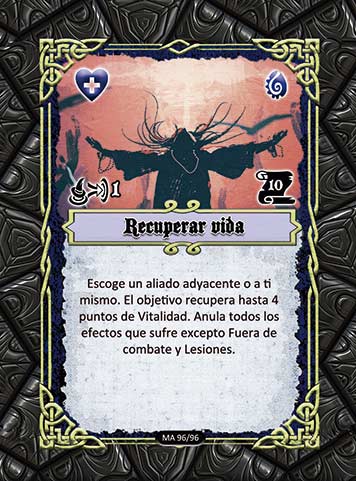 1
10
Recuperar vida
Escoge un aliado adyacente o a ti
mismo. El objetivo recupera hasta 4
puntos de Vitalidad. Anula todos los
efectos que sufre excepto Fuera de
combate y Lesiones.
MA 96/96